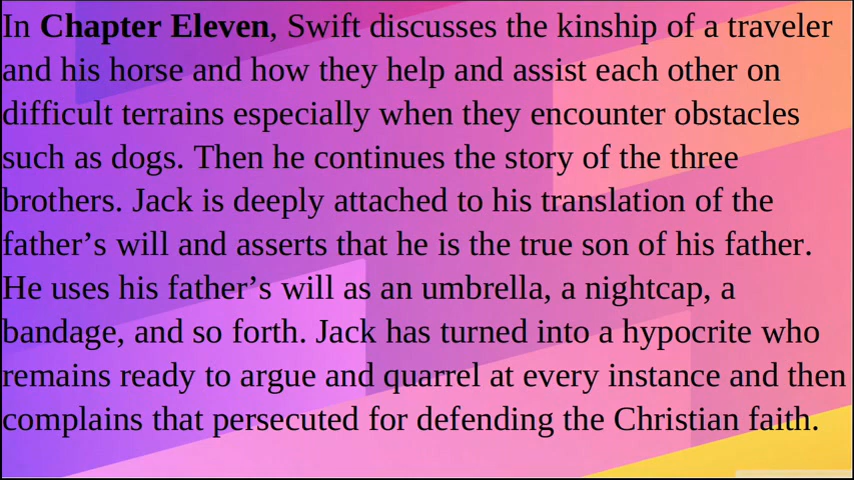 In Chapter Eleven, Swift discusses the kinship of a traveler
and his horse and how they help and assist each other on
difficult terrains especially when they encounter obstacles
such as dogs. Then he continues the story of the three
brothers. Jack is deeply attached to his translation of the
father’s will and asserts that he is the true son of his father.
He uses his father’s will as an umbrella, a nightcap, a
bandage, and so forth. Jack has turned into a hypocrite who
remains ready to argue and quarrel at every instance and then
complains that persecuted for defending the Christian faith.